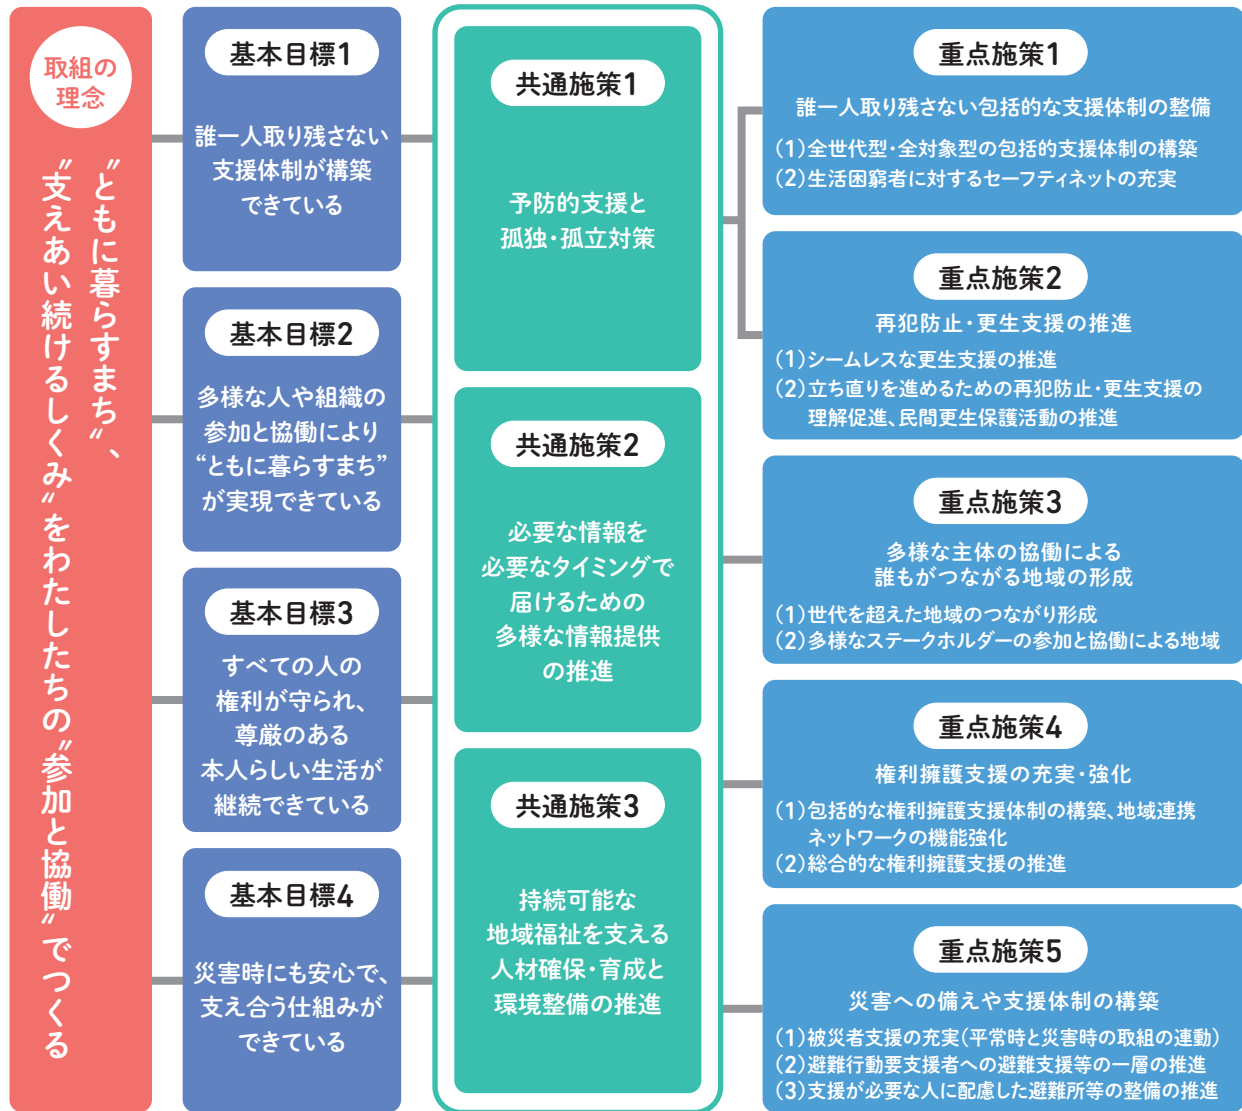 取組の
理念
“ともに暮らすまち”、
“支えあい続けるしくみ”をわたしたちの“参加と協働”でつくる
基本目標1
誰一人取り残さない
支援体制が構築
できている
基本目標2
多様な人や組織の
参加と協働により
“ともに暮らすまち”
が実現できている
基本目標3
すべての人の
権利が守られ、
尊厳のある
本人らしい生活が
継続できている
基本目標4
災害時にも安心で、
支え合う仕組みが
できている
共通施策1
予防的支援と
孤独・孤立対策
共通施策2
必要な情報を
必要なタイミングで
届けるための
多様な情報提供
の推進
共通施策3
持続可能な
地域福祉を支える
人材確保・育成と
環境整備の推進
重点施策1
誰一人取り残さない包括的な支援体制の整備
(1)全世代型・全対象型の包括的支援体制の構築
(2)生活困窮者に対するセーフティネットの充実
重点施策2
再犯防止・更生支援の推進
(1)シームレスな更生支援の推進
(2)立ち直りを進めるための再犯防止・更生支援の
理解促進、民間更生保護活動の推進
重点施策3
多様な主体の協働による
誰もがつながる地域の形成
(1)世代を超えた地域のつながり形成
(2)多様なステークホルダーの参加と協働による地域
重点施策4
権利擁護支援の充実・強化
(1)包括的な権利擁護支援体制の構築、地域連携
ネットワークの機能強化
(2)総合的な権利擁護支援の推進
重点施策5
災害への備えや支援体制の構築
(1)被災者支援の充実(平常時と災害時の取組の連動)
(2)避難行動要支援者への避難支援等の一層の推進
(3)支援が必要な人に配慮した避難所等の整備の推進